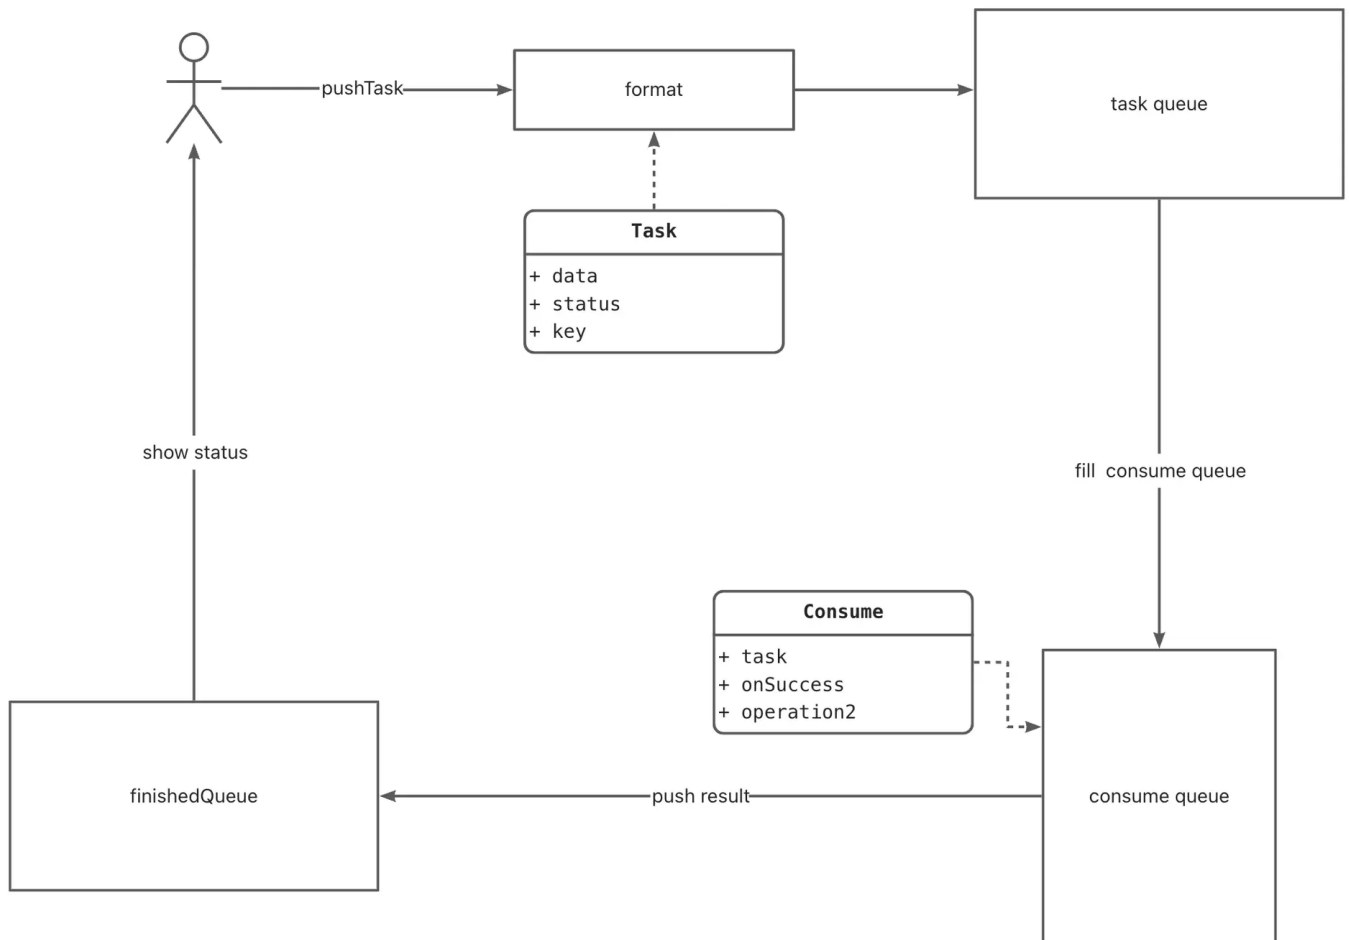 pushTask
format
task queue
Task
+ data
+ status
+ key
show status
fill  consume queue
Consume
+ task
+ onSuccess
+ operation2
finishedQueue
push result
consume queue